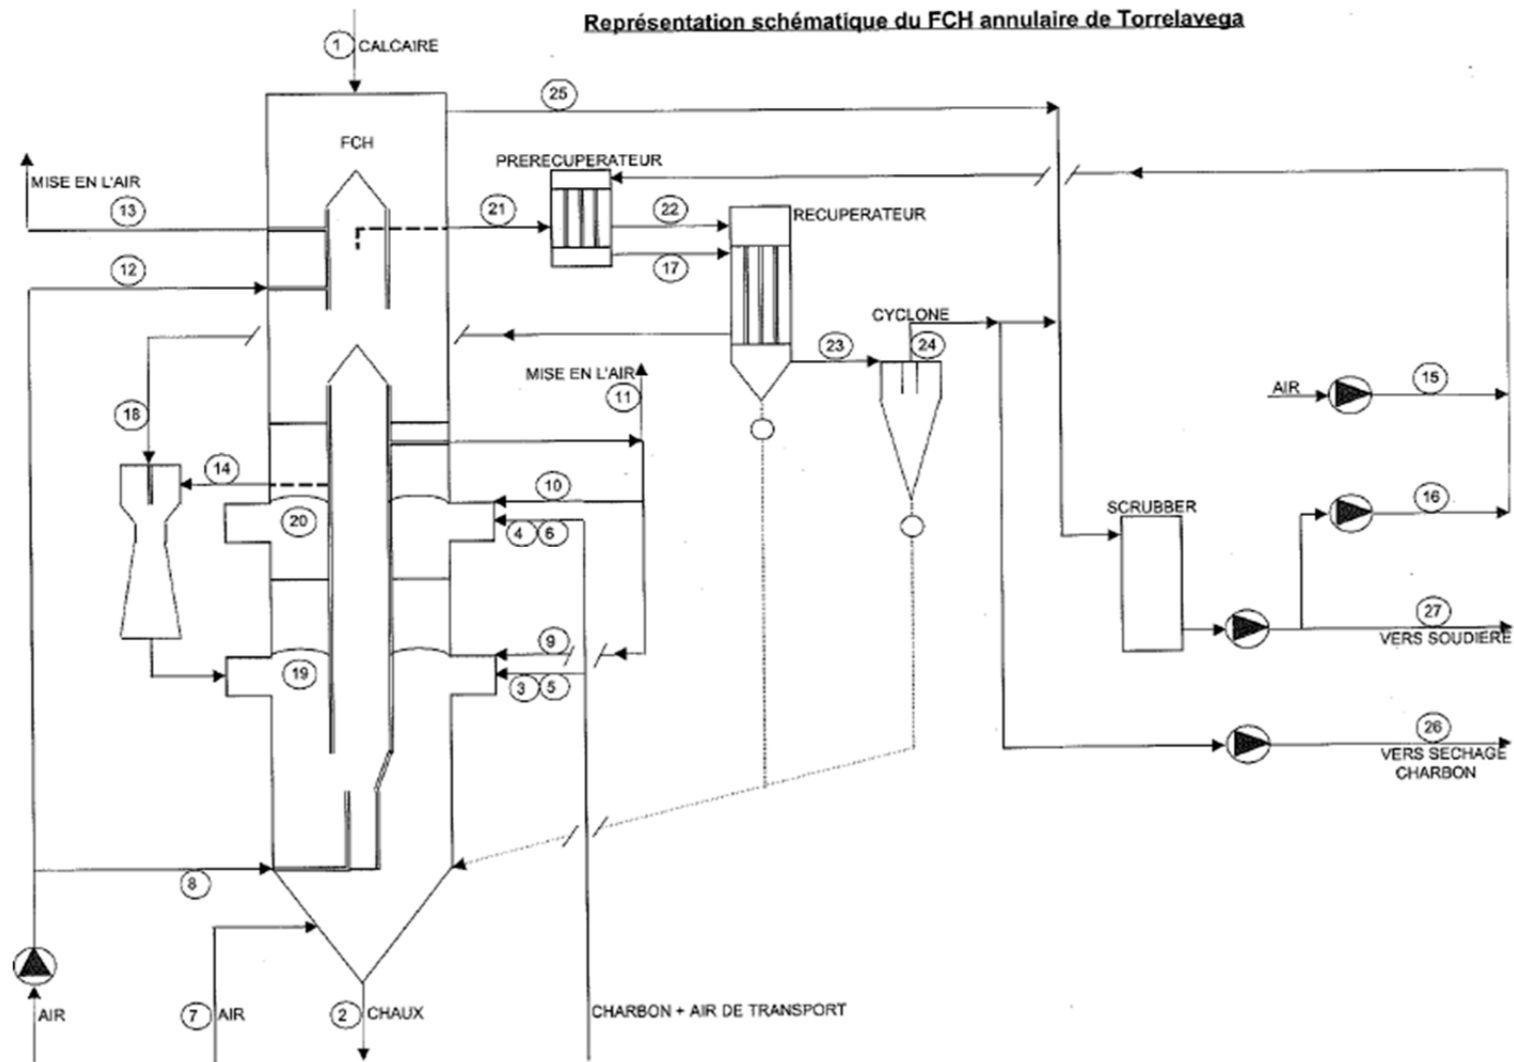 Représentation schématique du FCH annulaire de Torrelavega
1 CALCAIRE
25
FCH
PRERECUPERATEUR
MISE EN L'AIR
13
21
22
RECUPERATEUR
12
17
CYCLONE
23
24
MISE EN L'AIR
11
AIR
15
18
14
10
16
20
4 6
SCRUBBER
9
27
VERS SOUDIERE
19
3 5
26
VERS SECHAGE
CHARBON
8
AIR
7 AIR
2 CHAUX
CHARBON + AIR DE TRANSPORT